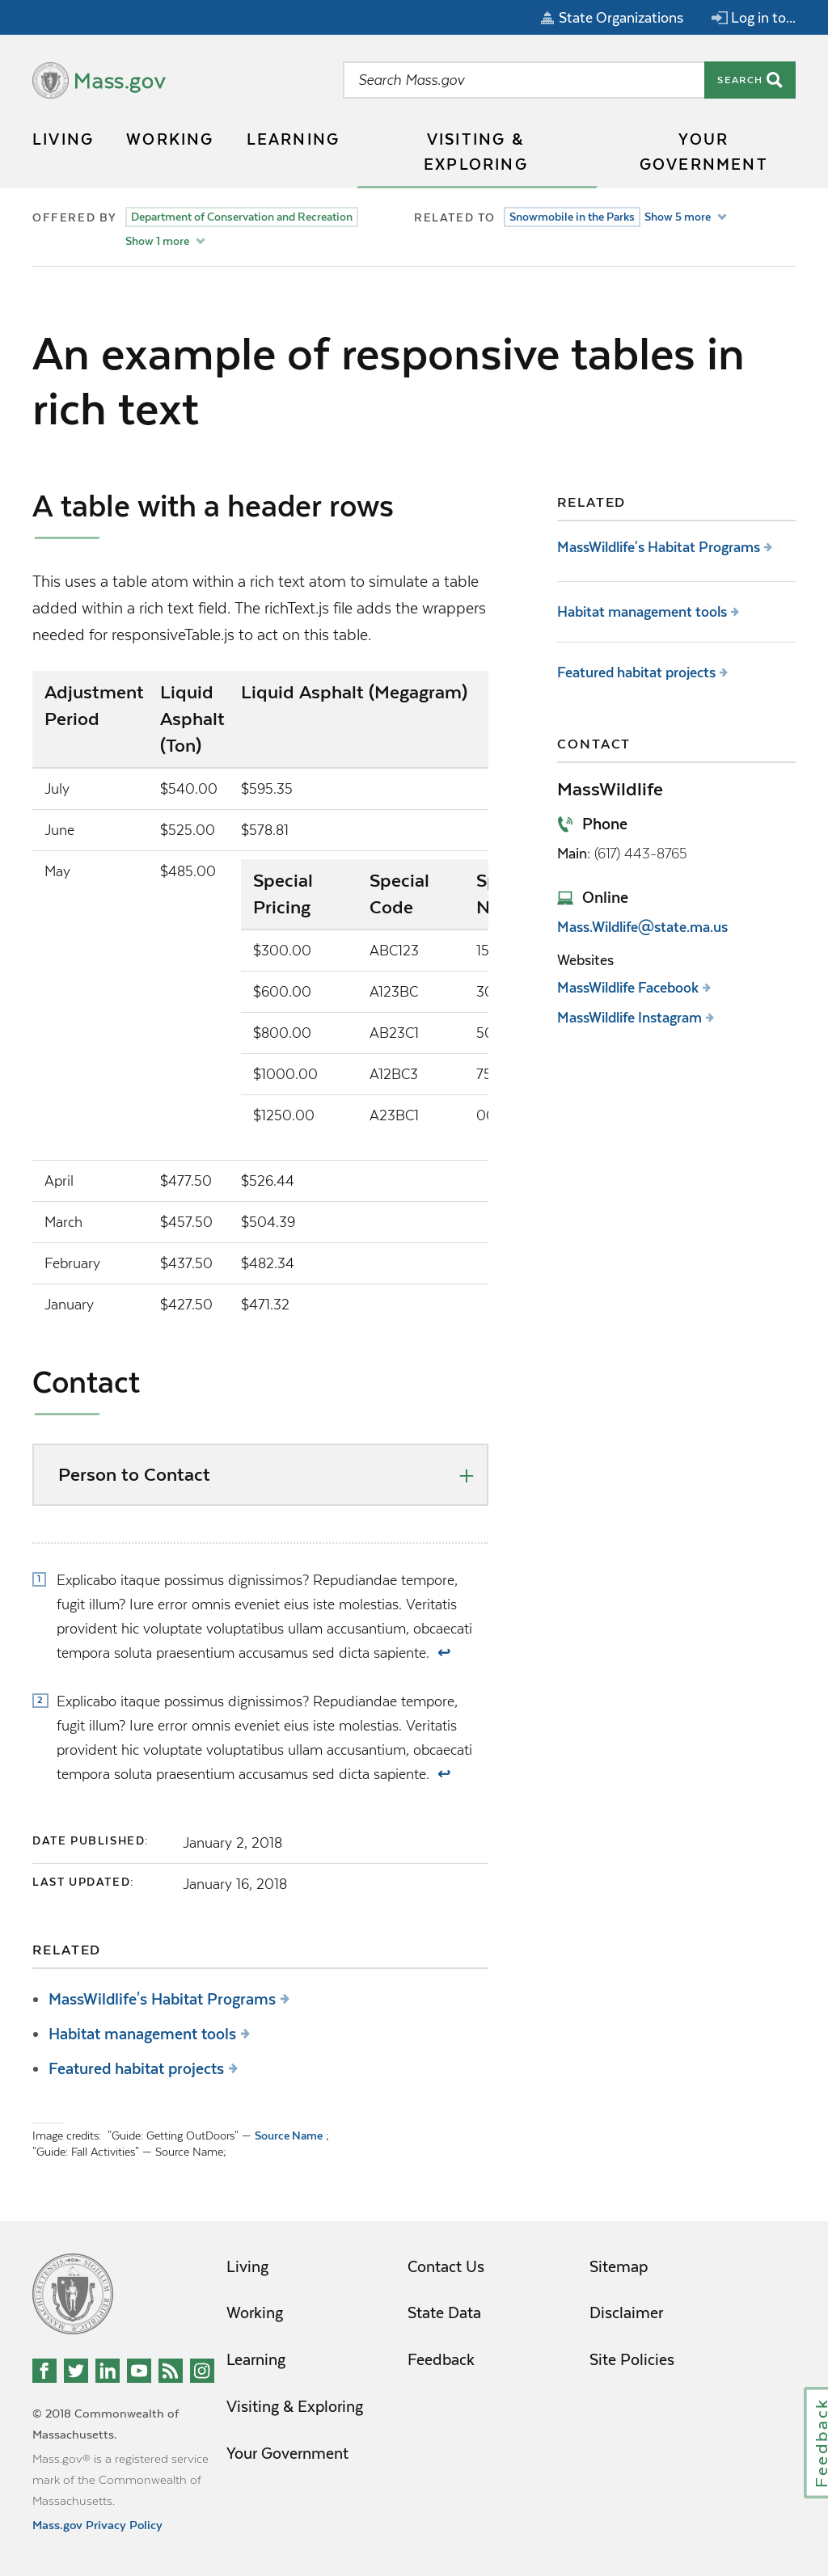 State Organizations
Log in to...
Mass.gov
Search Mass.gov
SEARCH
LIVING
WORKING
LEARNING
VISITING &
EXPLORING
YOUR
GOVERNMENT
OFFERED BY
Department of Conservation and Recreation
Show 1 more
RELATED TO
Snowmobile in the Parks
Show 5 more
An example of responsive tables in
rich text
A table with a header rows
This uses a table atom within a rich text atom to simulate a table
added within a rich text field. The richText.js file adds the wrappers
needed for responsiveTable.js to act on this table.
Adjustment Period
Liquid Asphalt (Ton)
Liquid Asphalt (Megagram)
July $540.00 $595.35
June $525.00 $578.81
May $485.00
Special Pricing
Special Code
$300.00 ABC123
$600.00 A123BC
$800.00 AB23C1
$1000.00 A12BC3
$1250.00 A23BC1
April $477.50 $526.44
March $457.50 $504.39
February $437.50 $482.34
January $427.50 $471.32
Contact
Person to Contact
1 Explicabo itaque possimus dignissimos? Repudiandae tempore,
fugit illum? Iure error omnis eveniet eius iste molestias. Veritatis
provident hic voluptate voluptatibus ullam accusantium, obcaecati
tempora soluta praesentium accusamus sed dicta sapiente. ↩
2 Explicabo itaque possimus dignissimos? Repudiandae tempore,
fugit illum? Iure error omnis eveniet eius iste molestias. Veritatis
provident hic voluptate voluptatibus ullam accusantium, obcaecati
tempora soluta praesentium accusamus sed dicta sapiente. ↩
DATE PUBLISHED: January 2, 2018
LAST UPDATED: January 16, 2018
RELATED
MassWildlife's Habitat Programs
Habitat management tools
Featured habitat projects
Image credits: "Guide: Getting OutDoors" — Source Name ;
"Guide: Fall Activities" — Source Name;
RELATED
MassWildlife's Habitat Programs
Habitat management tools
Featured habitat projects
CONTACT
MassWildlife
Phone
Main: (617) 443-8765
Online
Mass.Wildlife@state.ma.us
Websites
MassWildlife Facebook
MassWildlife Instagram
© 2018 Commonwealth of
Massachusetts.
Mass.gov® is a registered service
mark of the Commonwealth of
Massachusetts.
Mass.gov Privacy Policy
Living
Working
Learning
Visiting & Exploring
Your Government
Contact Us
State Data
Feedback
Sitemap
Disclaimer
Site Policies
Feedback